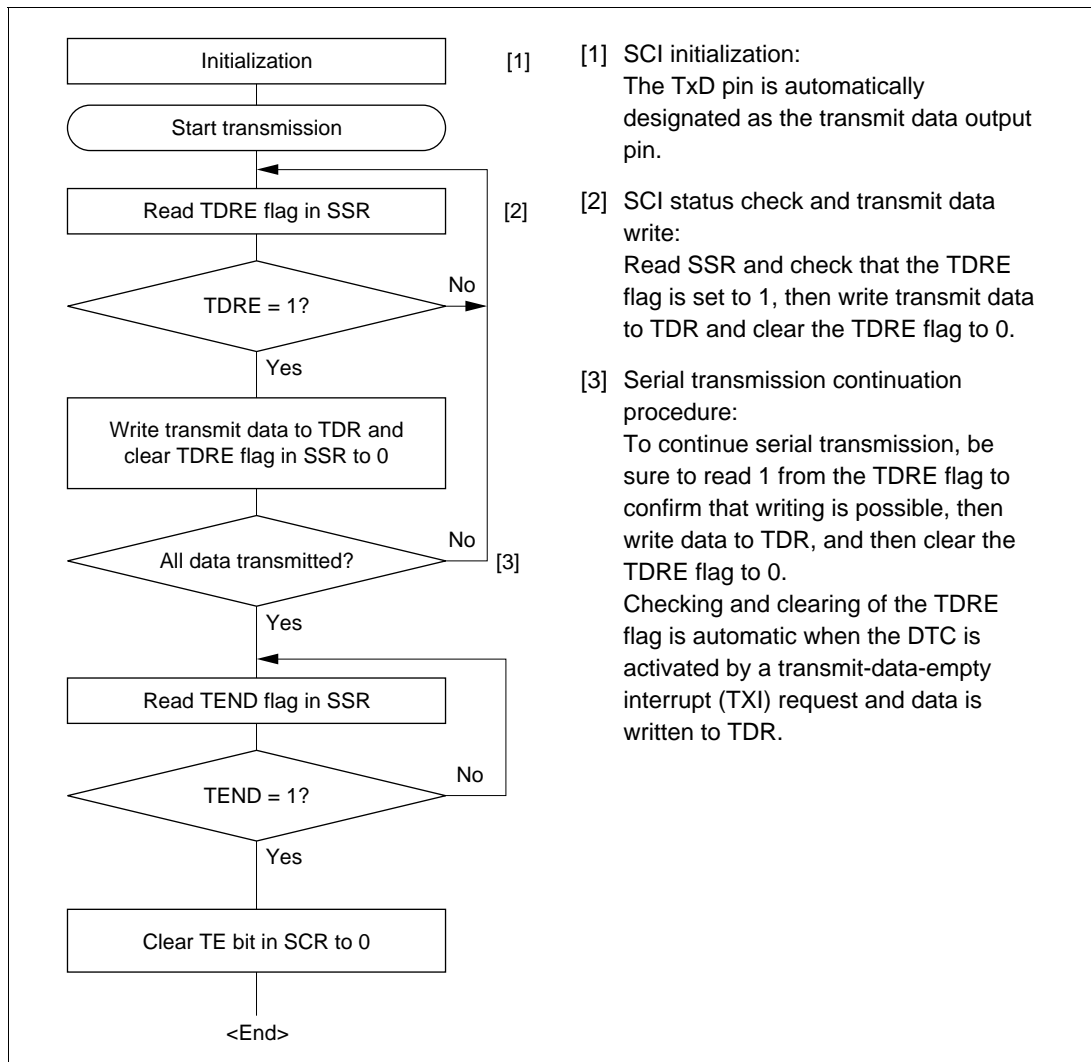 Initialization
[1]
Start transmission
Read TDRE flag in SSR
[2]
No
TDRE = 1?
Yes
Write transmit data to TDR and
clear TDRE flag in SSR to 0
No
All data transmitted?
[3]
Yes
Read TEND flag in SSR
No
TEND = 1?
Yes
Clear TE bit in SCR to 0
<End>
[1] SCI initialization:
The TxD pin is automatically
designated as the transmit data output
pin.
[2] SCI status check and transmit data
write:
Read SSR and check that the TDRE
flag is set to 1, then write transmit data
to TDR and clear the TDRE flag to 0.
[3] Serial transmission continuation
procedure:
To continue serial transmission, be
sure to read 1 from the TDRE flag to
confirm that writing is possible, then
write data to TDR, and then clear the
TDRE flag to 0.
Checking and clearing of the TDRE
flag is automatic when the DTC is
activated by a transmit-data-empty
interrupt (TXI) request and data is
written to TDR.